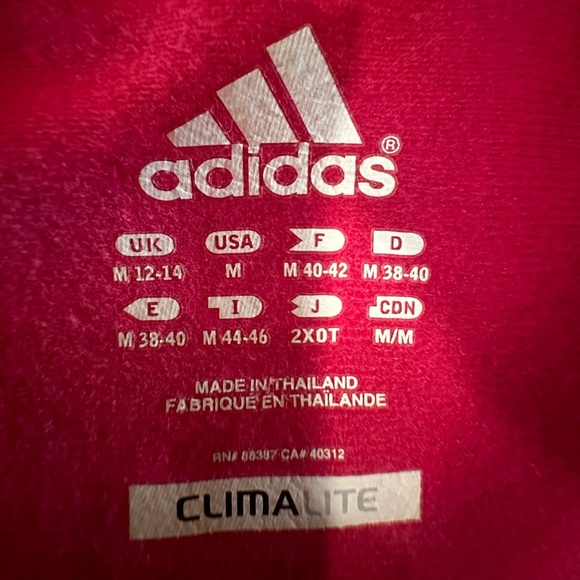 adidas®
UK USA F D
M 12-14 M M 40-42 M 38-40
E I J CDN
M 38-40 M 44-46 2XOT M/M
MADE IN THAILAND
FABRIQUÉ EN THAÏLANDE
RN# 88387 CA# 40312
CLIMALITE